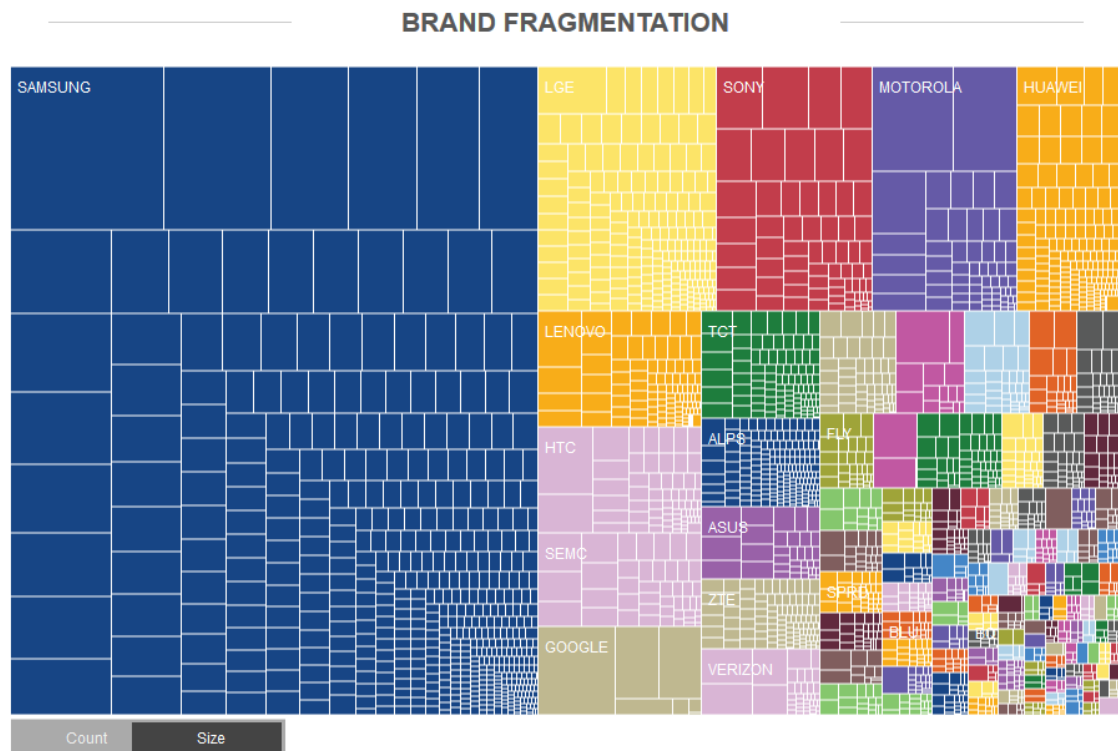 BRAND FRAGMENTATION
SAMSUNG
LGE
SONY
MOTOROLA
HUAWEI
LENOVO
TCT
HTC
ALPS
FLY
ASUS
SEMC
ZTE
SPRD
GOOGLE
VERIZON
BLU
Count
Size